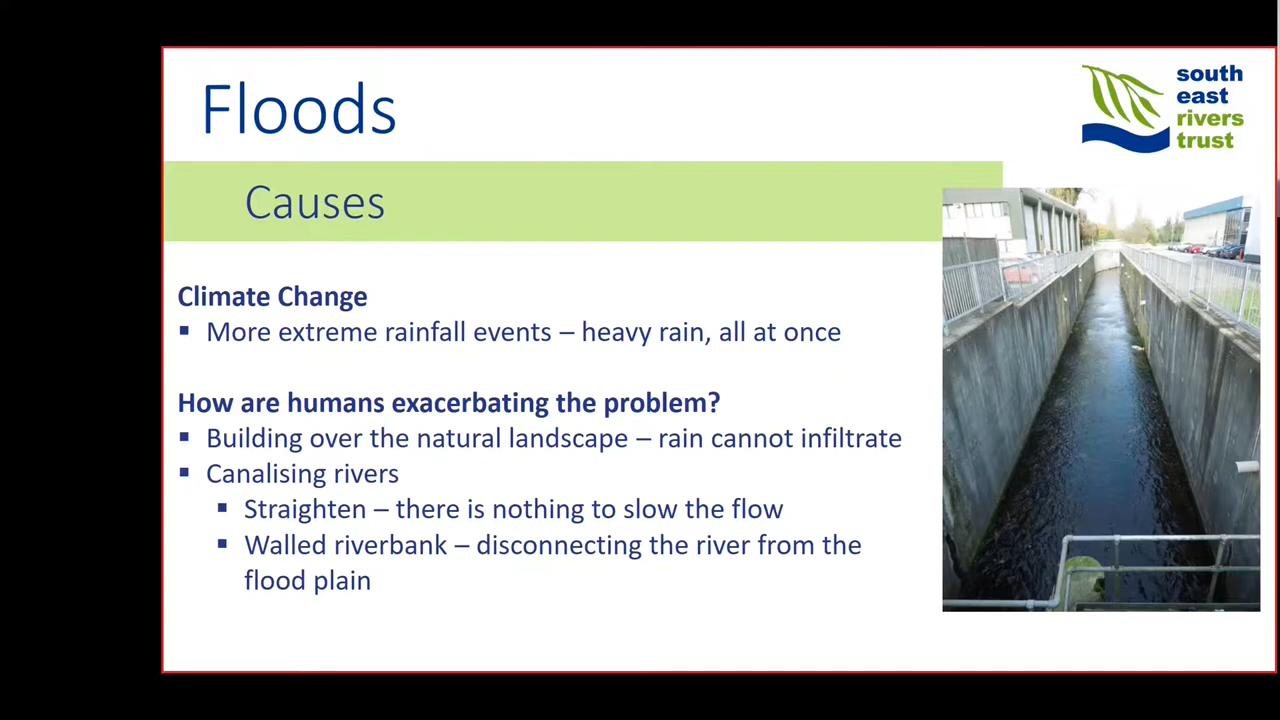 Floods
south
east
rivers
trust
Causes
Climate Change
▪ More extreme rainfall events – heavy rain, all at once
How are humans exacerbating the problem?
▪ Building over the natural landscape – rain cannot infiltrate
▪ Canalising rivers
▪ Straighten – there is nothing to slow the flow
▪ Walled riverbank – disconnecting the river from the
flood plain